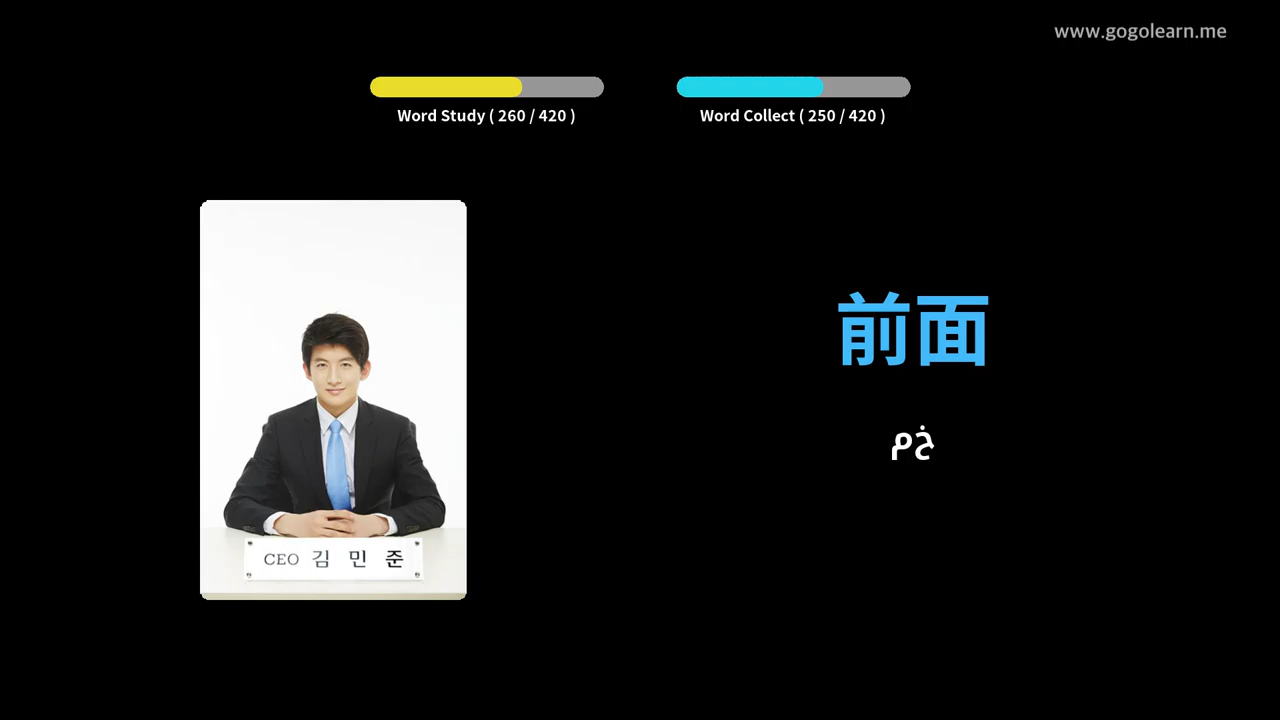 www.gogolearn.me
Word Study ( 260 / 420 )
Word Collect ( 250 / 420 )
前面
CEO 김 민 준